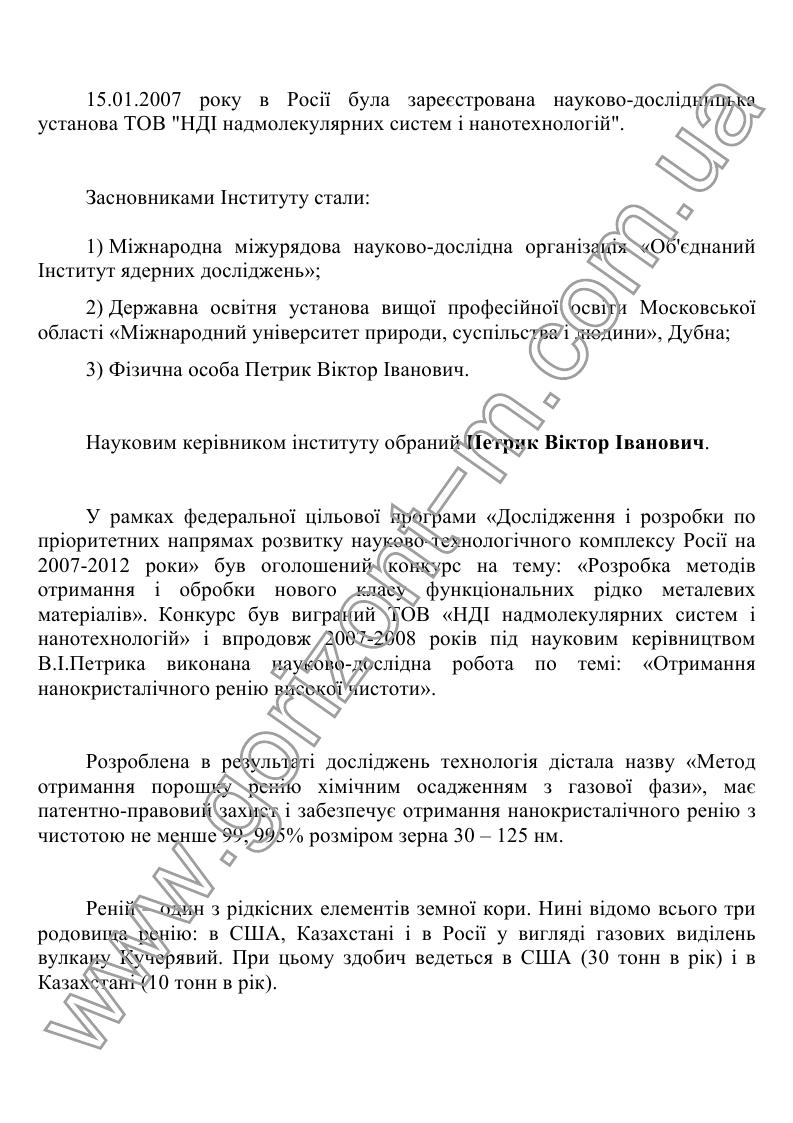 15.01.2007 року в Росії була зареєстрована науково-дослідницька
установа ТОВ "НДІ надмолекулярних систем і нанотехнологій".
Засновниками Інституту стали:
1) Міжнародна міжурядова науково-дослідна організація «Об'єднаний
Інститут ядерних досліджень»;
2) Державна освітня установа вищої професійної освіти Московської
області «Міжнародний університет природи, суспільства і людини», Дубна;
3) Фізична особа Петрик Віктор Іванович.
Науковим керівником інституту обраний Петрик Віктор Іванович.
У рамках федеральної цільової програми «Дослідження і розробки по
пріоритетних напрямах розвитку науково-технологічного комплексу Росії на
2007-2012 роки» був оголошений конкурс на тему: «Розробка методів
отримання і обробки нового класу функціональних рідко металевих
матеріалів». Конкурс був виграний ТОВ «НДІ надмолекулярних систем і
нанотехнологій» і впродовж 2007-2008 років під науковим керівництвом
В.І.Петрика виконана науково-дослідна робота по темі: «Отримання
нанокристалічного ренію високої чистоти».
Розроблена в результаті досліджень технологія дістала назву «Метод
отримання порошку ренію хімічним осадженням з газової фази», має
патентно-правовий захист і забезпечує отримання нанокристалічного ренію з
чистотою не менше 99, 995% розміром зерна 30 – 125 нм.
Реній – один з рідкісних елементів земної кори. Нині відомо всього три
родовища ренію: в США, Казахстані і в Росії у вигляді газових виділень
вулкану Кучерявий. При цьому здобич ведеться в США (30 тонн в рік) і в
Казахстані (10 тонн в рік).
www.gorizont-m.com.ua